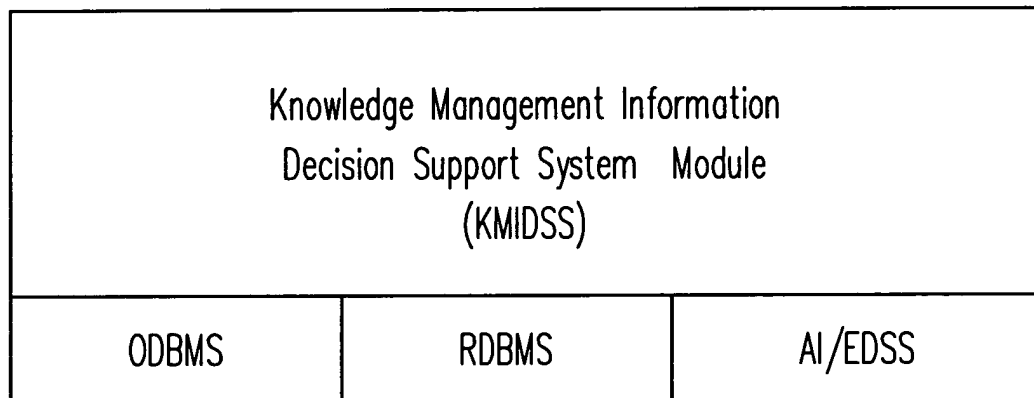 Knowledge Management Information
Decision Support System Module
(KMIDSS)
ODBMS RDBMS AI/EDSS